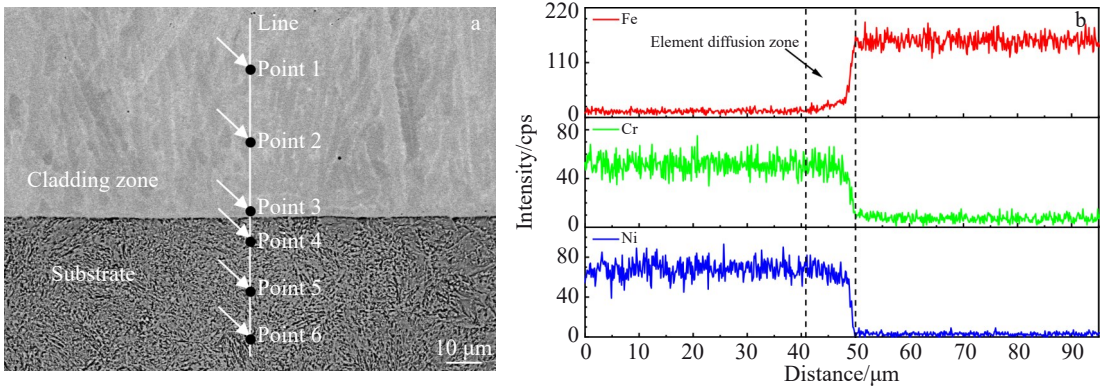 a
Line
Point 1
Point 2
Cladding zone
Point 3
Point 4
Substrate
Point 5
Point 6
10 μm
b
Intensity/cps
220
110
0
Fe
Element diffusion zone
80
40
0
Cr
80
40
0
Ni
0 10 20 30 40 50 60 70 80 90
Distance/μm